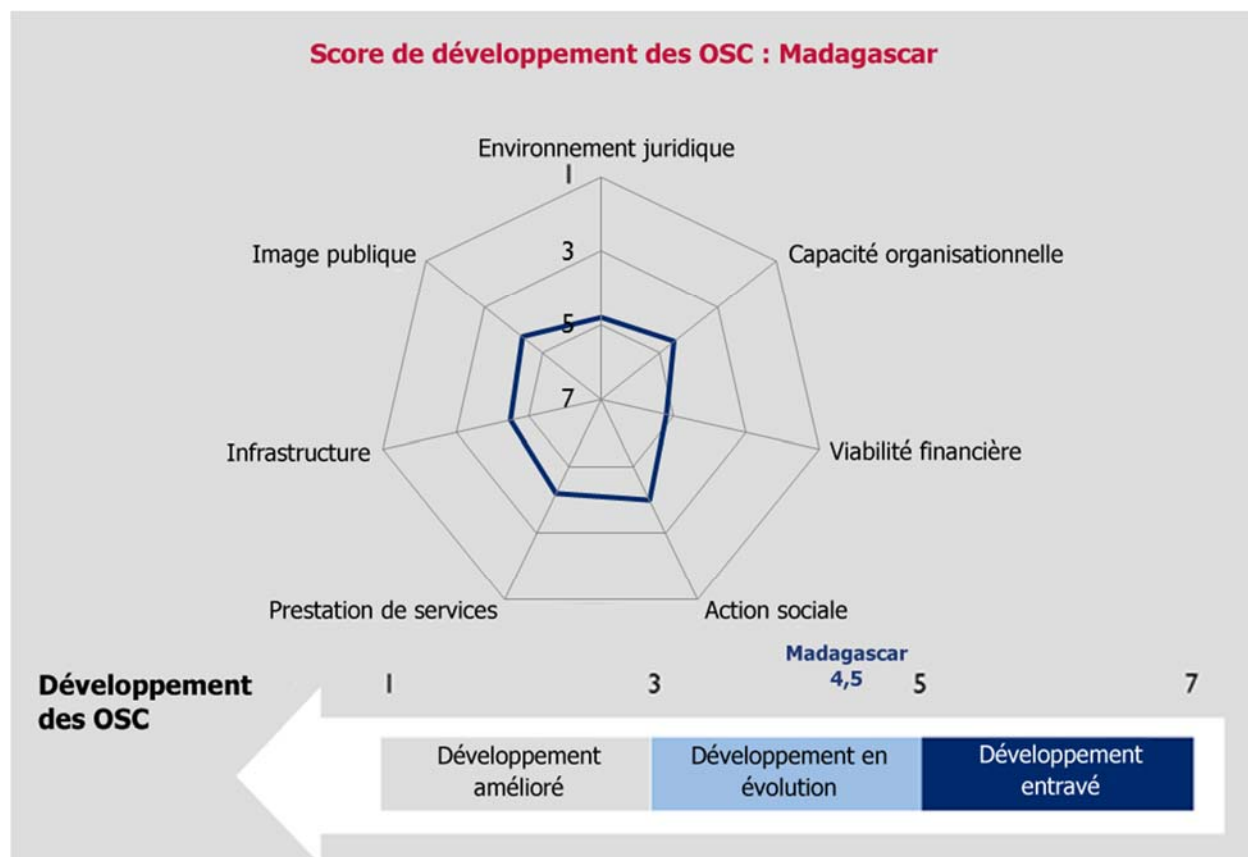 Score de développement des OSC : Madagascar
Environnement juridique
1
Image publique
3
Capacité organisationnelle
5
7
Infrastructure
Viabilité financière
Prestation de services
Action sociale
Développement
des OSC
1
3
Madagascar
4,5
5
7
Développement
amélioré
Développement en
évolution
Développement
entravé